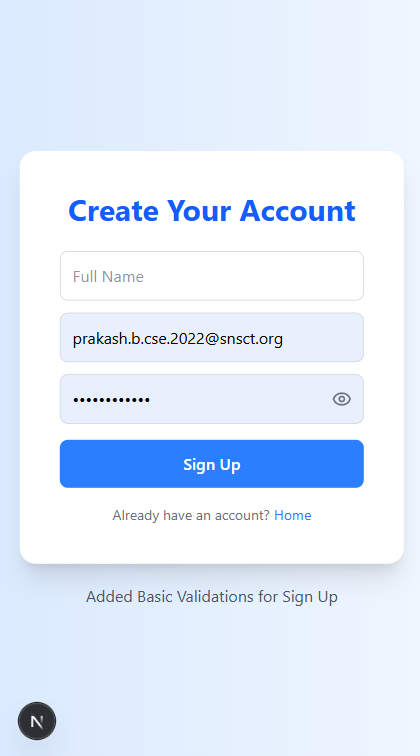 Create Your Account
Full Name
prakash.b.cse.2022@snsct.org
••••••••••••
Sign Up
Already have an account? Home
Added Basic Validations for Sign Up
N